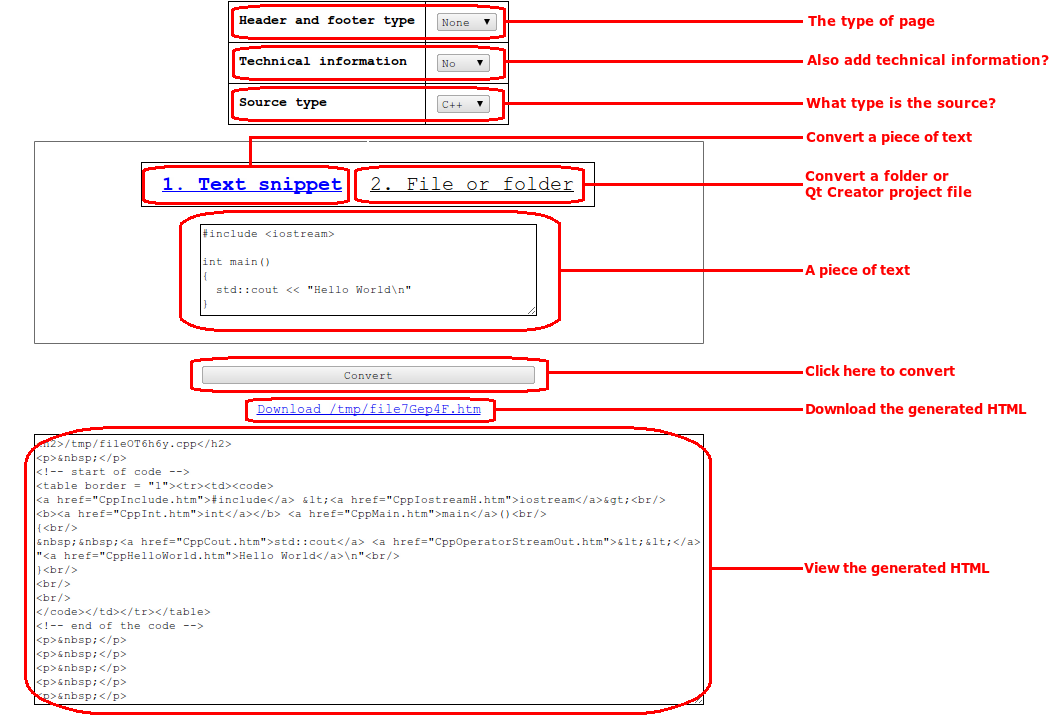 Header and footer type None ▼ The type of page
Technical information No ▼ Also add technical information?
Source type C++ ▼ What type is the source?
Convert a piece of text
1. Text snippet 2. File or folder Convert a folder or
Qt Creator project file
#include <iostream>
int main()
{
std::cout << "Hello World\n"
}
A piece of text
Convert Click here to convert
Download /tmp/file7Gep4F.htm Download the generated HTML
h2>/tmp/fileOT6h6y.cpp</h2>
<p>&nbsp;</p>
<!-- start of code -->
<table border = "1"><tr><td><code>
<a href="CppInclude.htm">#include</a> &lt;<a href="CppIostreamH.htm">iostream</a>&gt;<br/>
<b><a href="CppInt.htm">int</a></b> <a href="CppMain.htm">main</a>()<br/>
{<br/>
&nbsp;&nbsp;<a href="CppCout.htm">std::cout</a> <a href="CppOperatorStreamOut.htm">&lt;&lt;</a>
"<a href="CppHelloWorld.htm">Hello World</a>\n"<br/>
}<br/>
<br/>
<br/>
</code></td></tr></table>
<!-- end of the code -->
<p>&nbsp;</p>
<p>&nbsp;</p>
<p>&nbsp;</p>
<p>&nbsp;</p>
<p>&nbsp;</p>
View the generated HTML